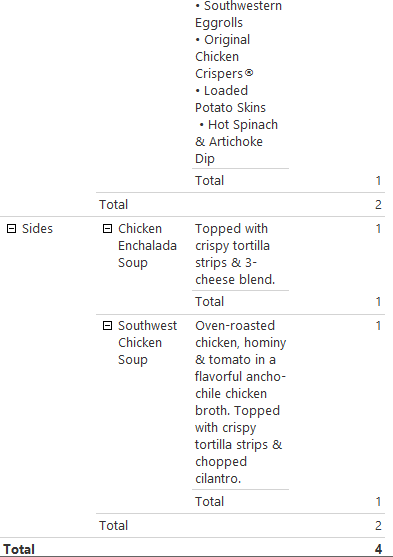 • Southwestern
Eggrolls
• Original
Chicken
Crispers®
• Loaded
Potato Skins
• Hot Spinach
& Artichoke
Dip
Total 1
Total 2
Sides Chicken Topped with 1
Enchalada crispy tortilla
Soup strips & 3-
cheese blend.
Total 1
Southwest Oven-roasted 1
Chicken chicken, hominy
Soup & tomato in a
flavorful ancho-
chile chicken
broth. Topped
with crispy
tortilla strips &
chopped
cilantro.
Total 1
Total 2
Total 4